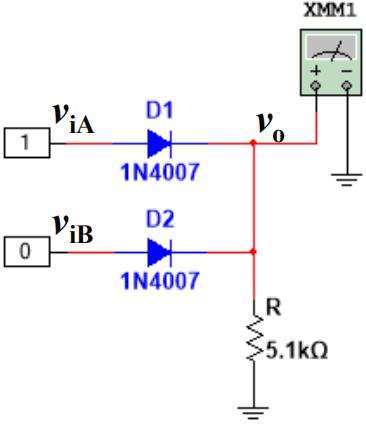 XMM1
+ −
D1
v_iA
v_o
1
1N4007
D2
v_iB
0
1N4007
R
5.1kΩ